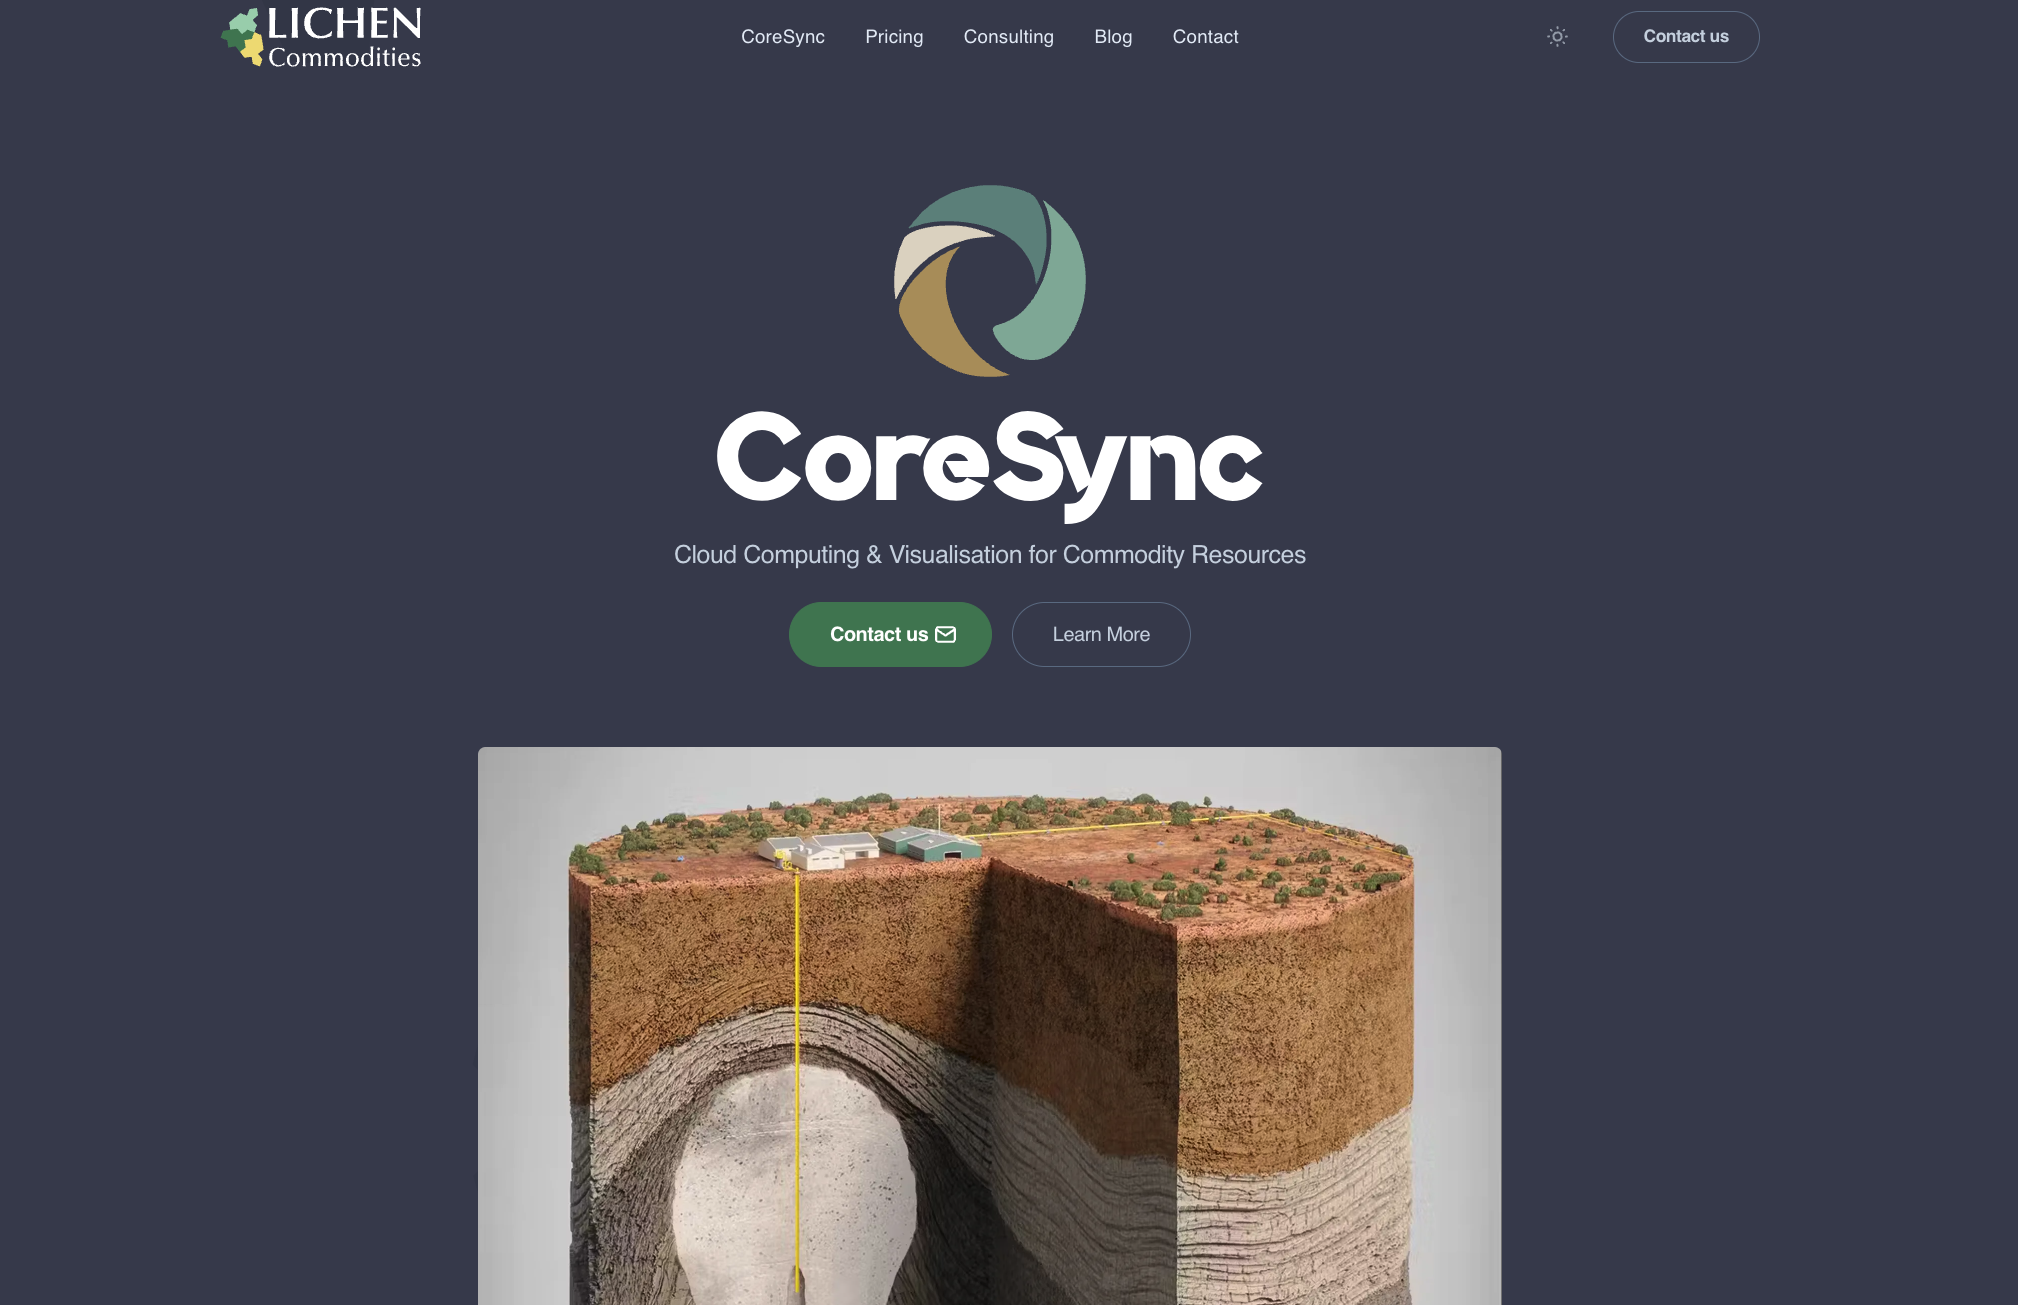 LICHEN
Commodities
CoreSync
Pricing
Consulting
Blog
Contact
Contact us
CoreSync
Cloud Computing & Visualisation for Commodity Resources
Contact us
Learn More